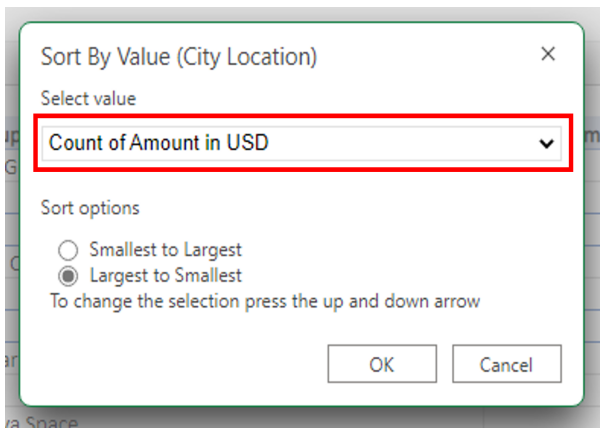 Sort By Value (City Location)
Select value
Count of Amount in USD
Sort options
Smallest to Largest
Largest to Smallest
To change the selection press the up and down arrow
OK
Cancel
Space